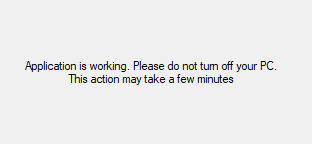 Application is working. Please do not turn off your PC.
This action may take a few minutes